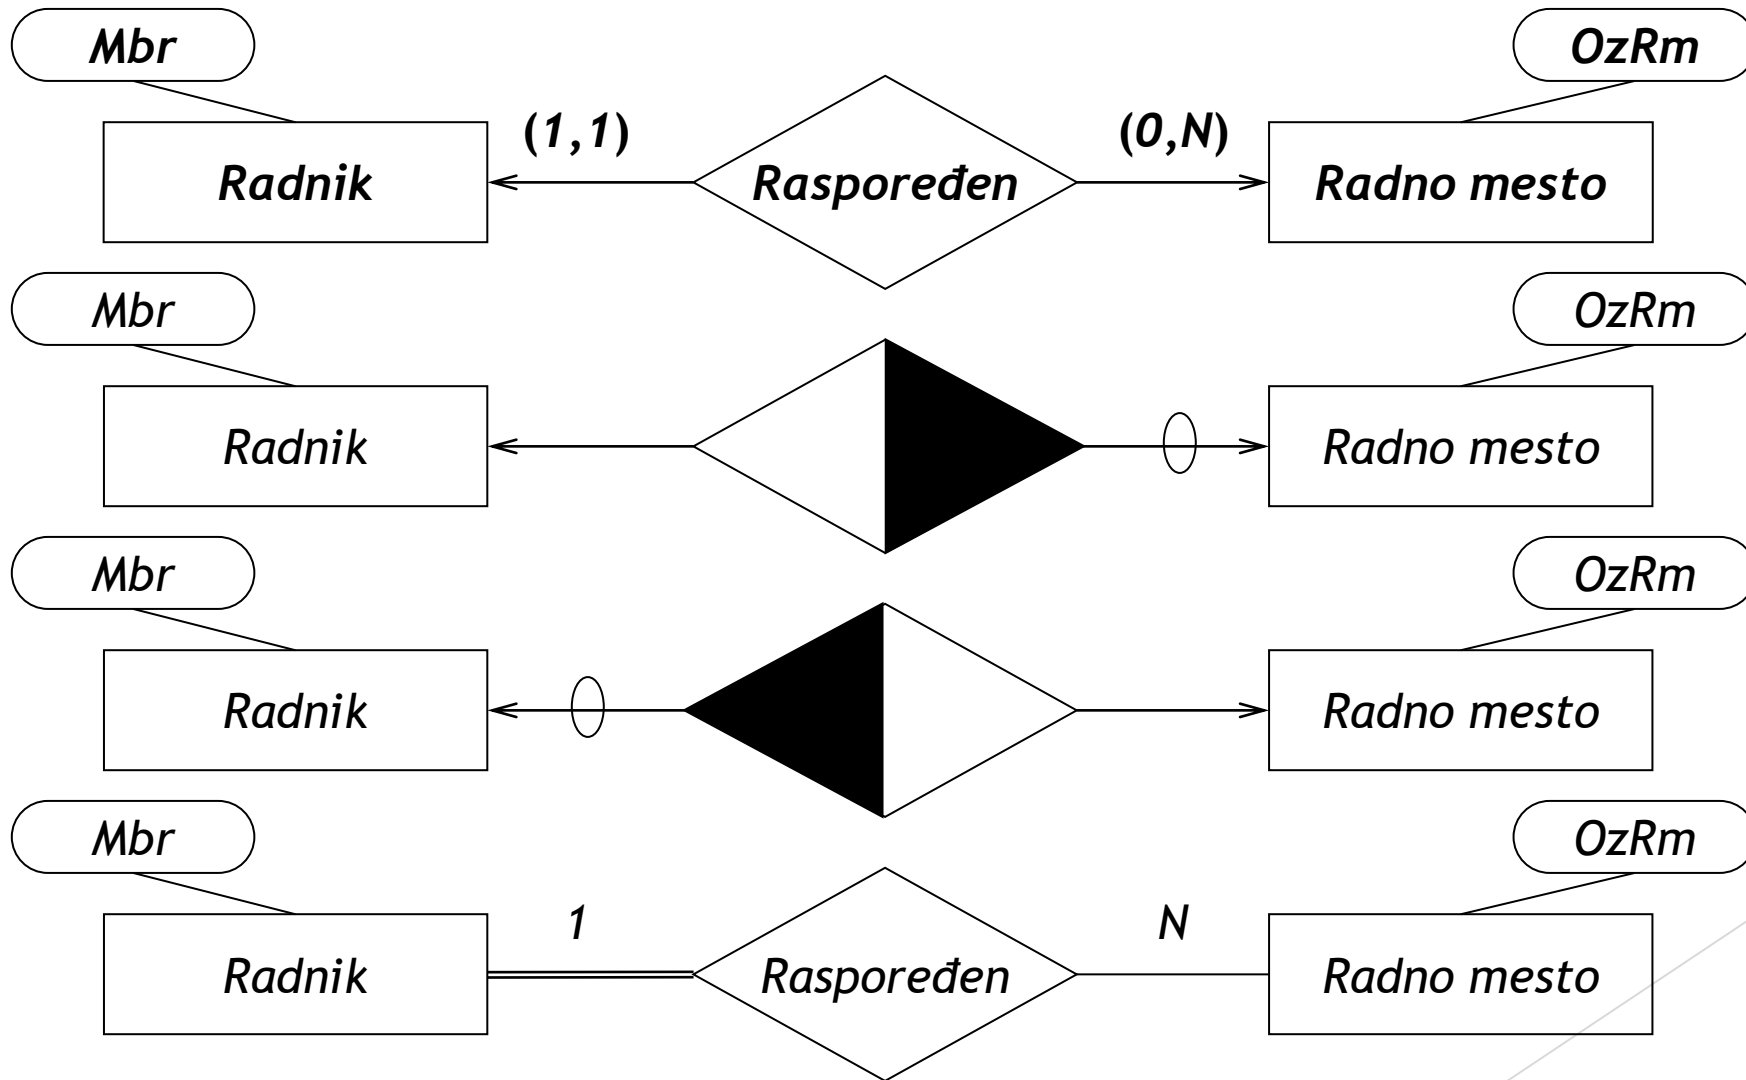 Mbr
OzRm
(1,1)
(0,N)
Radnik
Raspoređen
Radno mesto
Mbr
OzRm
Radnik
Radno mesto
Mbr
OzRm
Radnik
Radno mesto
Mbr
OzRm
1
N
Radnik
Raspoređen
Radno mesto